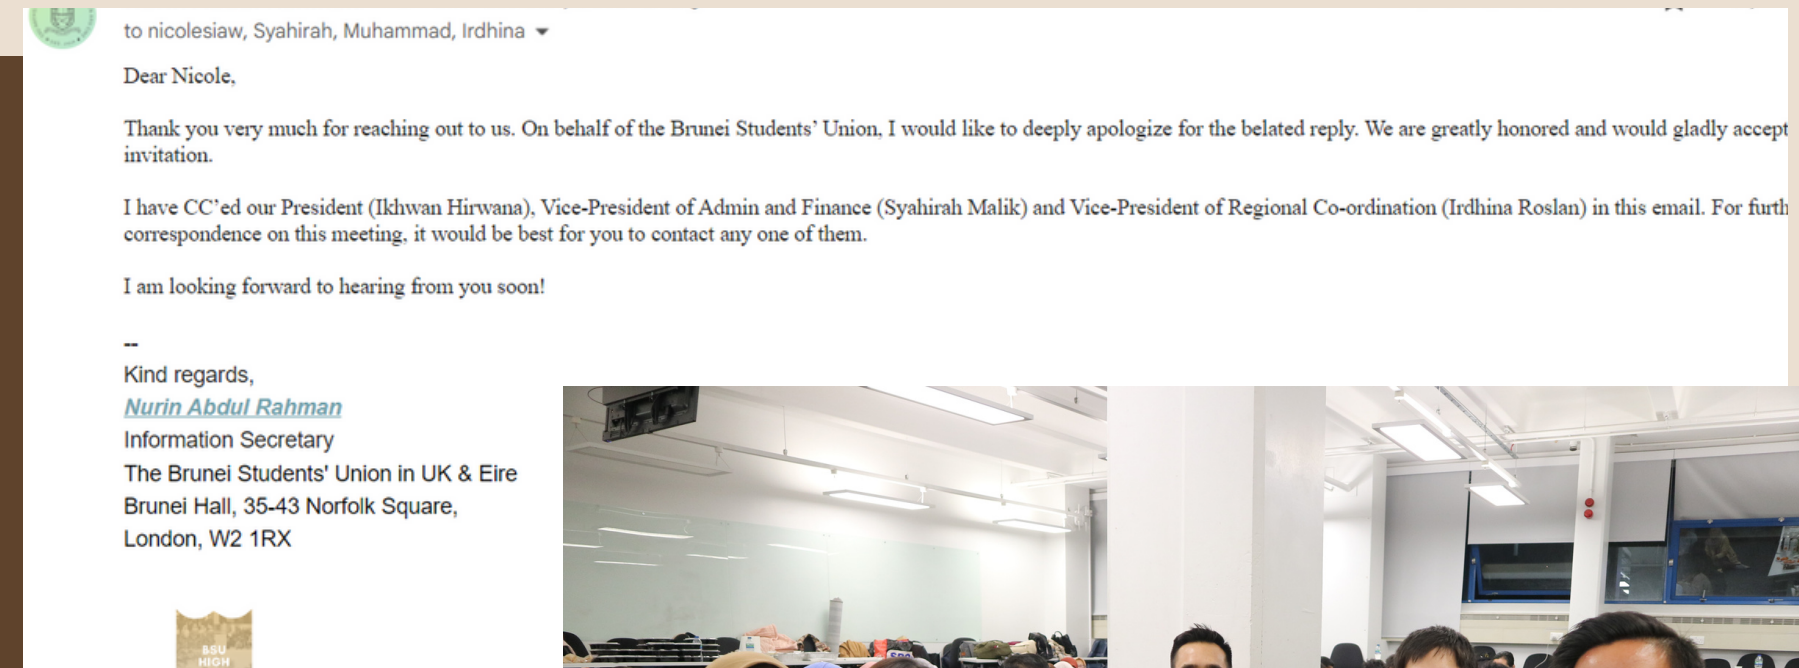 to nicolesiaw, Syahirah, Muhammad, Irdhina
Dear Nicole,
Thank you very much for reaching out to us. On behalf of the Brunei Students’ Union, I would like to deeply apologize for the belated reply. We are greatly honored and would gladly accept
invitation.
I have CC’ed our President (Ikhwan Hirwana), Vice-President of Admin and Finance (Syahirah Malik) and Vice-President of Regional Co-ordination (Irdhina Roslan) in this email. For furth
correspondence on this meeting, it would be best for you to contact any one of them.
I am looking forward to hearing from you soon!
--
Kind regards,
Nurin Abdul Rahman
Information Secretary
The Brunei Students' Union in UK & Eire
Brunei Hall, 35-43 Norfolk Square,
London, W2 1RX
BSU
HIGH